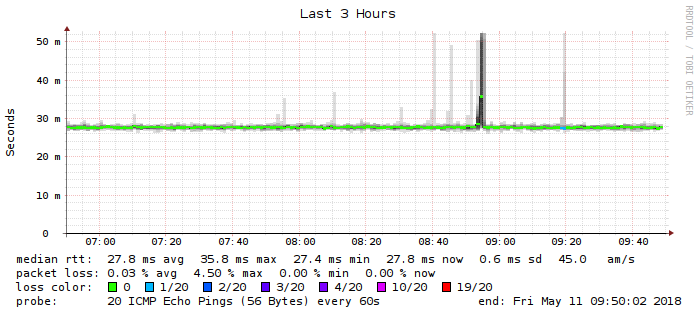 Last 3 Hours
RRDTOOL / TOBI OETIKER
Seconds
50 m
40 m
30 m
20 m
10 m
0
07:00 07:20 07:40 08:00 08:20 08:40 09:00 09:20 09:40
median rtt: 27.8 ms avg 35.8 ms max 27.4 ms min 27.8 ms now 0.6 ms sd 45.0 am/s
packet loss: 0.03 % avg 4.50 % max 0.00 % min 0.00 % now
loss color: 0 1/20 2/20 3/20 4/20 10/20 19/20
probe: 20 ICMP Echo Pings (56 Bytes) every 60s end: Fri May 11 09:50:02 2018